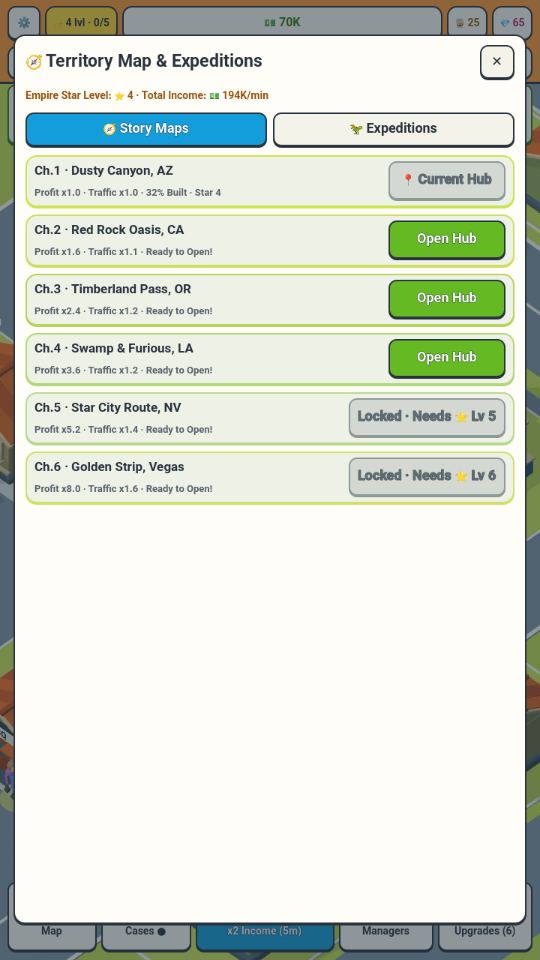 4 lvl · 0/5
70K
25
65
Territory Map & Expeditions
×
Empire Star Level: ⭐ 4 · Total Income: 💵 194K/min
🧭 Story Maps
🦖 Expeditions
Ch.1 · Dusty Canyon, AZ
Profit x1.0 · Traffic x1.0 · 32% Built · Star 4
📍 Current Hub
Ch.2 · Red Rock Oasis, CA
Profit x1.6 · Traffic x1.1 · Ready to Open!
Open Hub
Ch.3 · Timberland Pass, OR
Profit x2.4 · Traffic x1.2 · Ready to Open!
Open Hub
Ch.4 · Swamp & Furious, LA
Profit x3.6 · Traffic x1.2 · Ready to Open!
Open Hub
Ch.5 · Star City Route, NV
Profit x5.2 · Traffic x1.4 · Ready to Open!
Locked · Needs ⭐ Lv 5
Ch.6 · Golden Strip, Vegas
Profit x8.0 · Traffic x1.6 · Ready to Open!
Locked · Needs ⭐ Lv 6
Map
Cases ●
x2 Income (5m)
Managers
Upgrades (6)